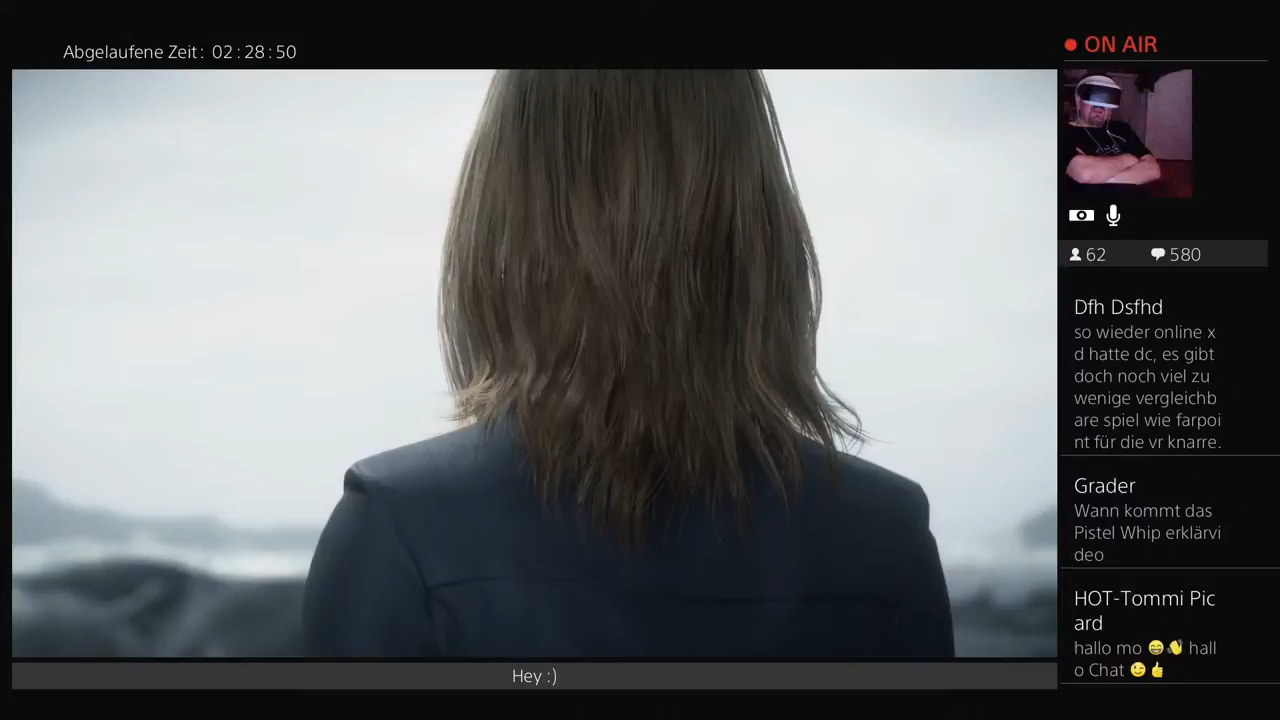 Abgelaufene Zeit: 02:28:50
ON AIR
62 580
Dfh Dsfhd
so wieder online x
d hatte dc, es gibt
doch noch viel zu
wenige vergleichb
are spiel wie farpoi
nt für die vr knarre.
Grader
Wann kommt das
Pistel Whip erklärvi
deo
HOT-Tommi Pic
ard
hallo mo 😁👋 hall
o Chat 😉👍
Hey :)